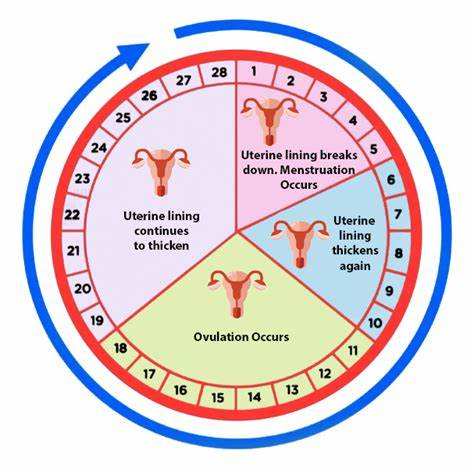 1
2
3
4
5
6
7
8
9
10
11
12
13
14
15
16
17
18
19
20
21
22
23
24
25
26
27
28
Uterine lining breaks
down. Menstruation
Occurs
Uterine
lining
thickens
again
Ovulation Occurs
Uterine lining
continues
to thicken